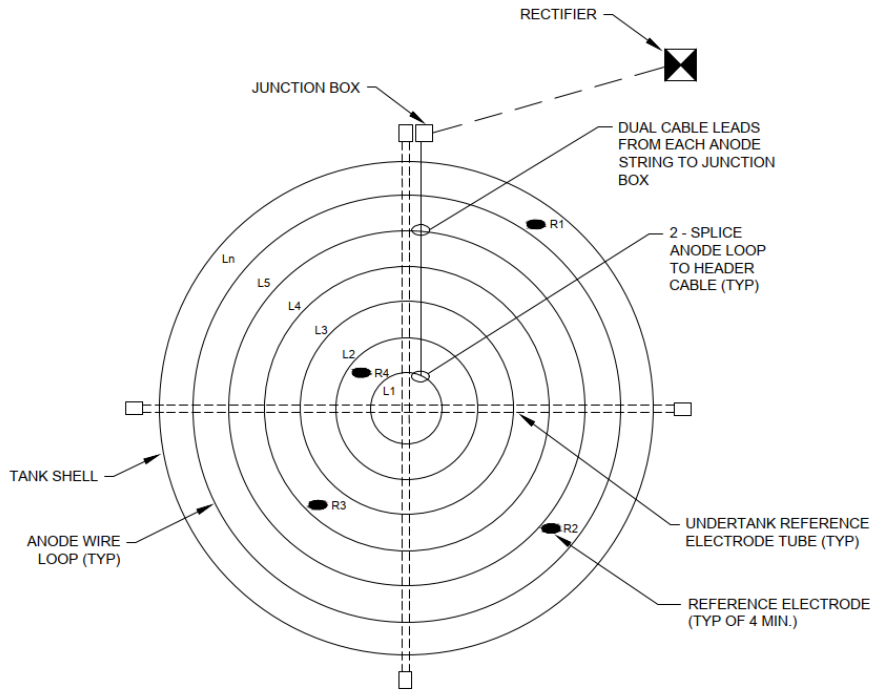 RECTIFIER
JUNCTION BOX
DUAL CABLE LEADS
FROM EACH ANODE
STRING TO JUNCTION
BOX
R1
2 - SPLICE
ANODE LOOP
TO HEADER
CABLE (TYP)
Ln
L5
L4
L3
L2
R4
L1
TANK SHELL
R3
R2
UNDERTANK REFERENCE
ELECTRODE TUBE (TYP)
ANODE WIRE
LOOP (TYP)
REFERENCE ELECTRODE
(TYP OF 4 MIN.)